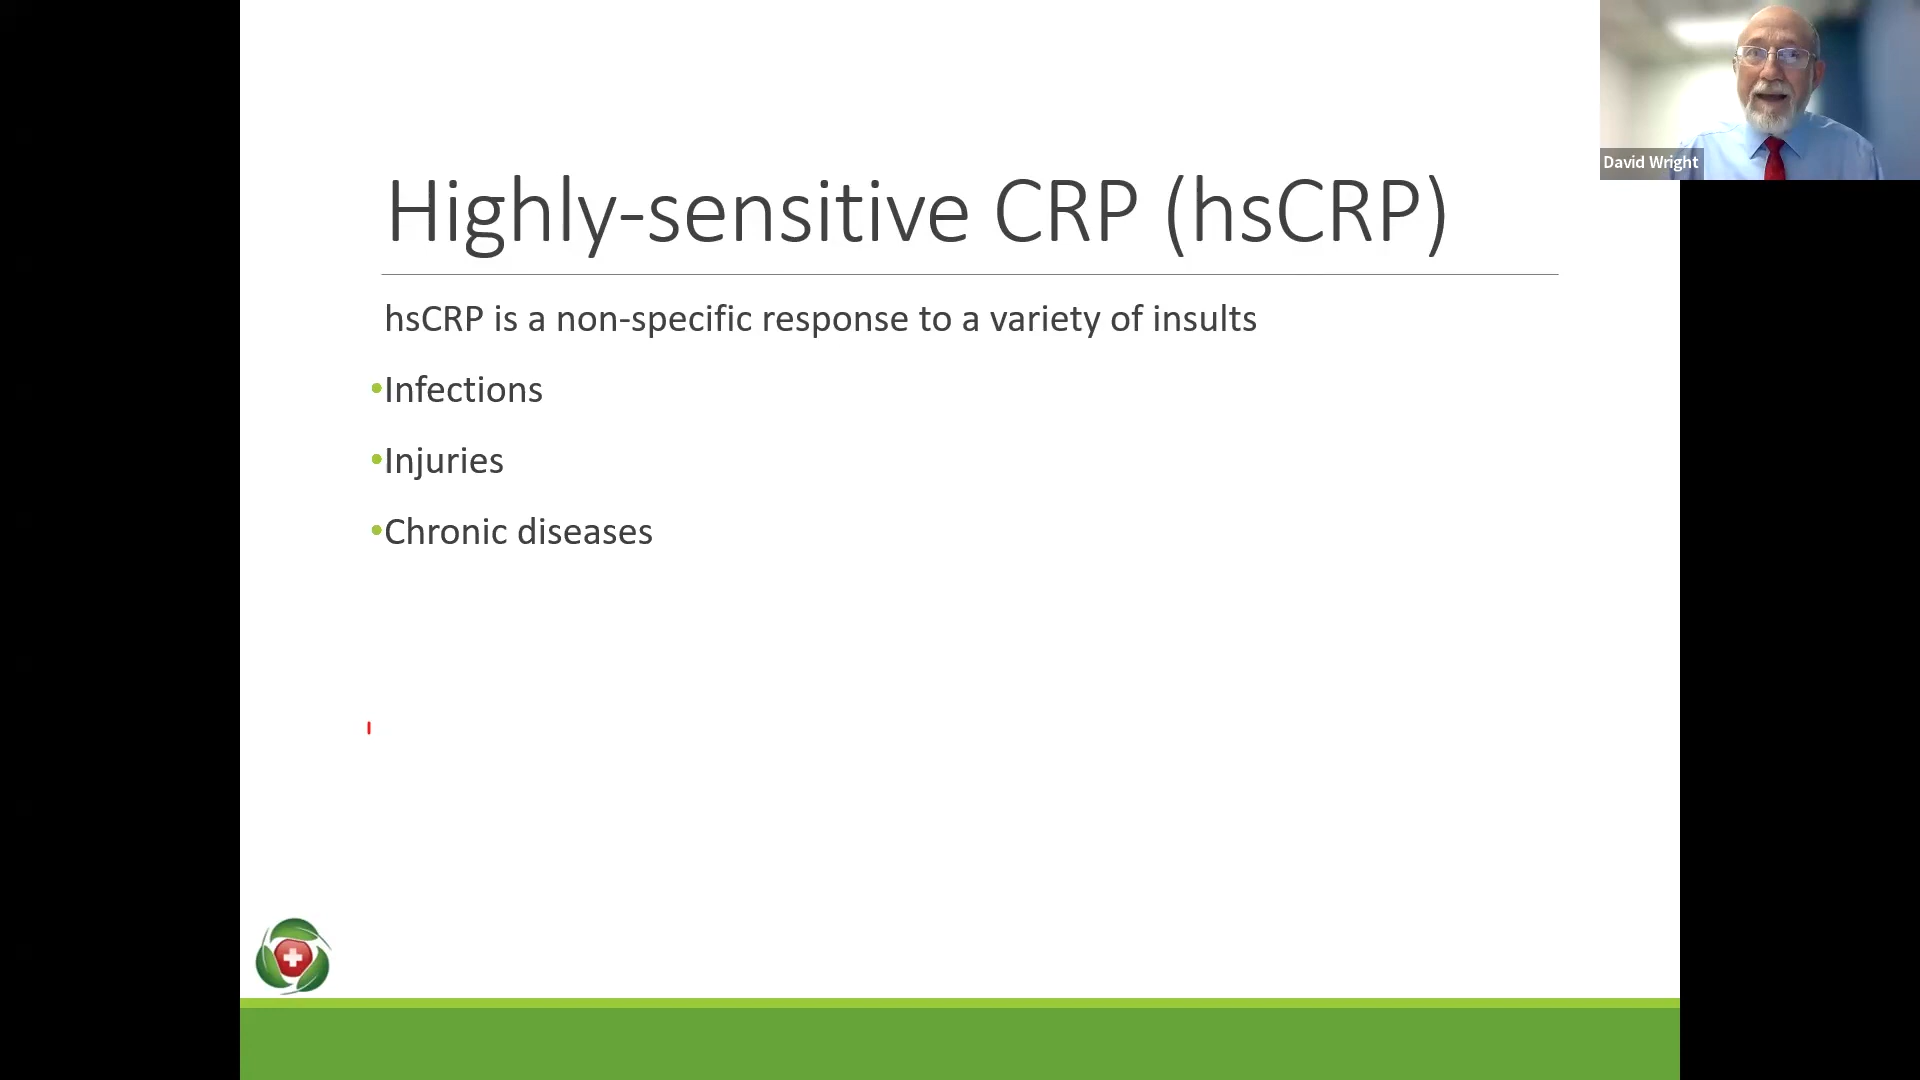 David Wright
Highly-sensitive CRP (hsCRP)
hsCRP is a non-specific response to a variety of insults
•Infections
•Injuries
•Chronic diseases